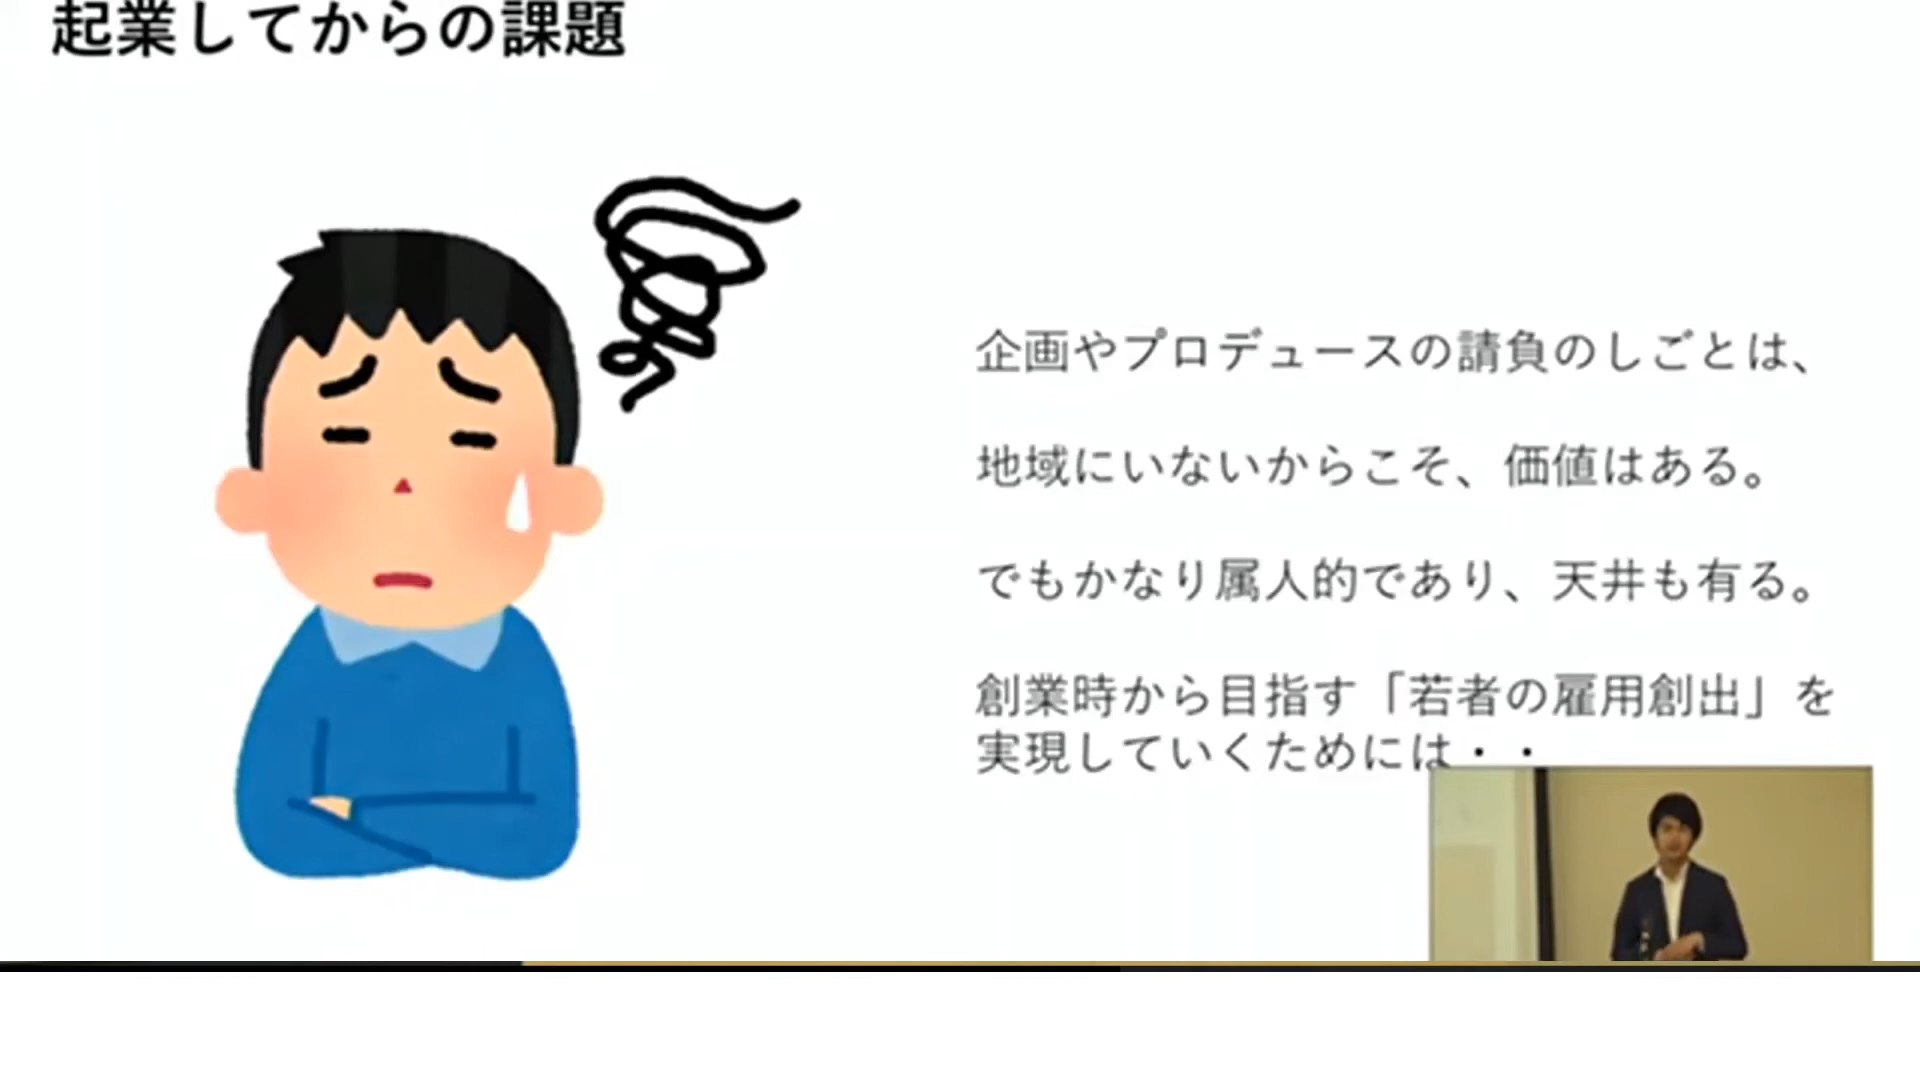 起業してからの課題
企画やプロデュースの請負のしごとは、
地域にいないからこそ、価値はある。
でもかなり属人的であり、天井も有る。
創業時から目指す「若者の雇用創出」を
実現していくためには・・